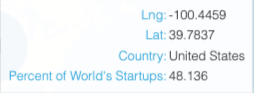 Lng: -100.4459
Lat: 39.7837
Country: United States
Percent of World's Startups: 48.136